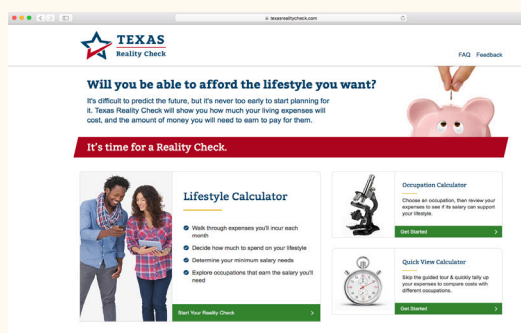 texasrealitycheck.com
TEXAS
Reality Check
FAQ Feedback
Will you be able to afford the lifestyle you want?
It's difficult to predict the future, but it's never too early to start planning for
it. Texas Reality Check will show you how much your living expenses will
cost, and the amount of money you will need to earn to pay for them.
It's time for a Reality Check.
Lifestyle Calculator
Walk through expenses you'll incur each
month
Decide how much to spend on your lifestyle
Determine your minimum salary needs
Explore occupations that earn the salary you'll
need
Start Your Reality Check
Occupation Calculator
Choose an occupation, then review your
expenses to see if its salary can support
your lifestyle.
Get Started
Quick View Calculator
Skip the guided tour & quickly tally up
your expenses to compare costs with
different occupations.
Get Started